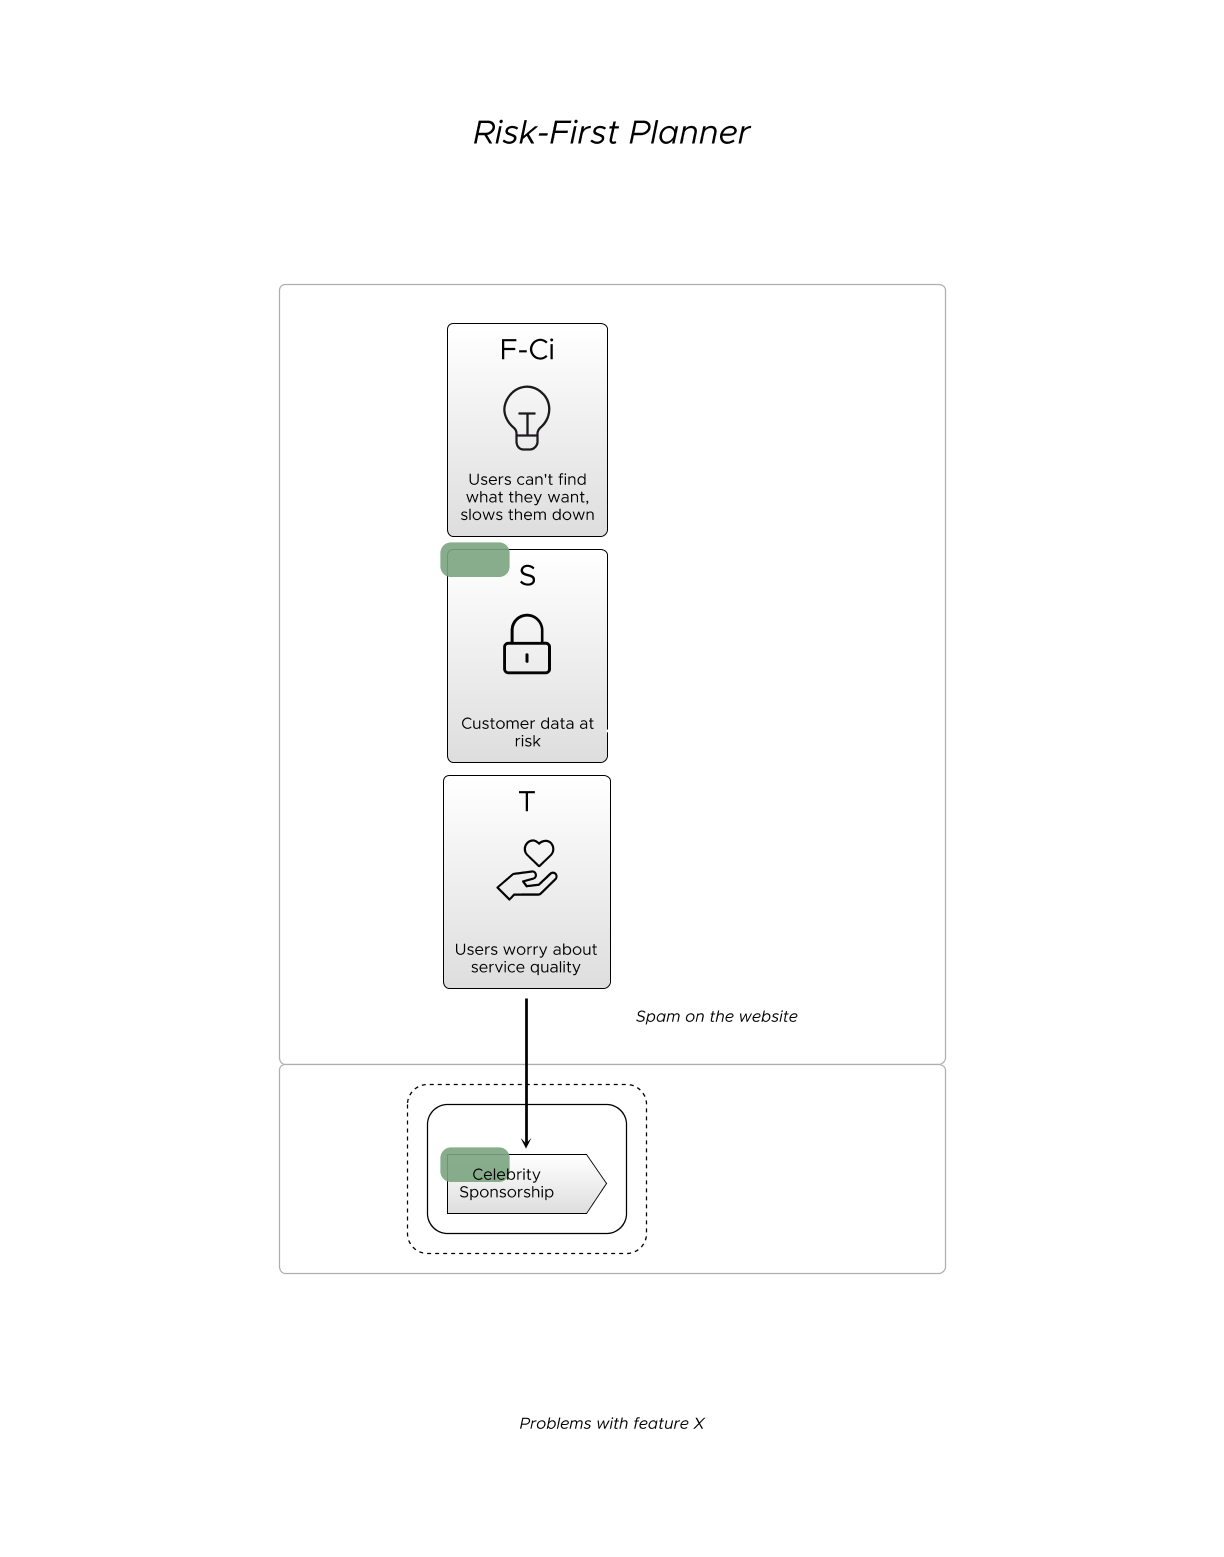 Risk-First Planner
F-Ci
Users can't find
what they want,
slows them down
S
Customer data at
risk
T
Users worry about
service quality
Spam on the website
Celebrity
Sponsorship
Problems with feature X